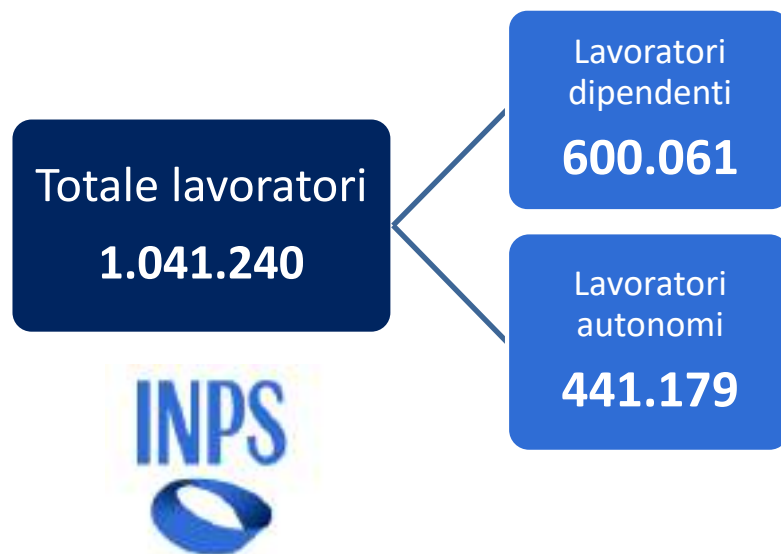 Totale lavoratori
1.041.240
Lavoratori
dipendenti
600.061
Lavoratori
autonomi
441.179
INPS